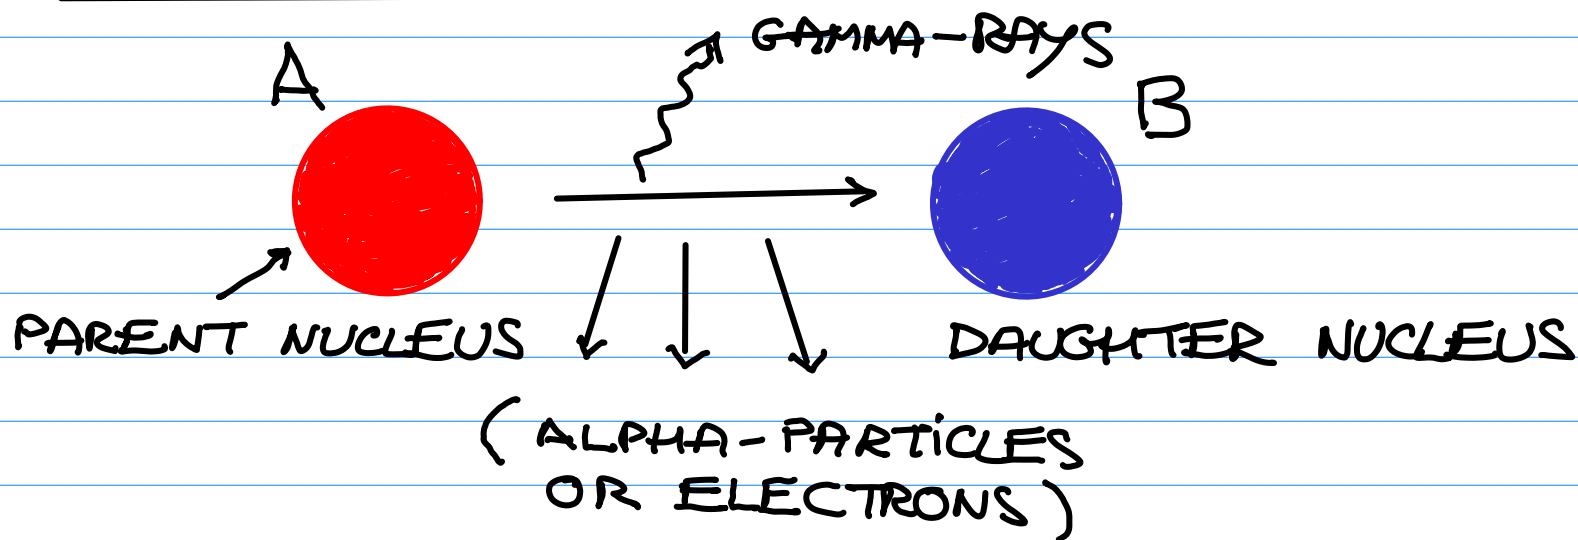 GAMMA-RAYS
A
B
PARENT NUCLEUS
DAUGHTER NUCLEUS
(ALPHA-PARTiCLES
OR ELECTRONS)